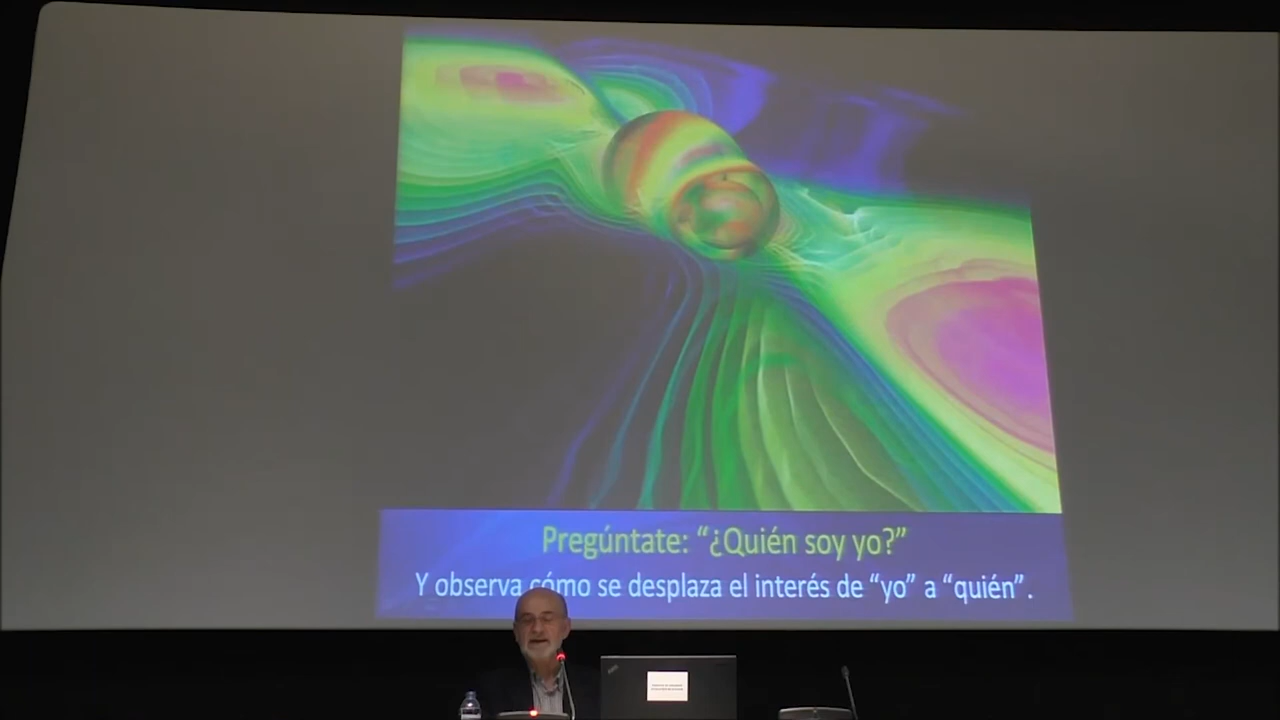 Pregúntate: “¿Quién soy yo?”
Y observa cómo se desplaza el interés de “yo” a “quién”.